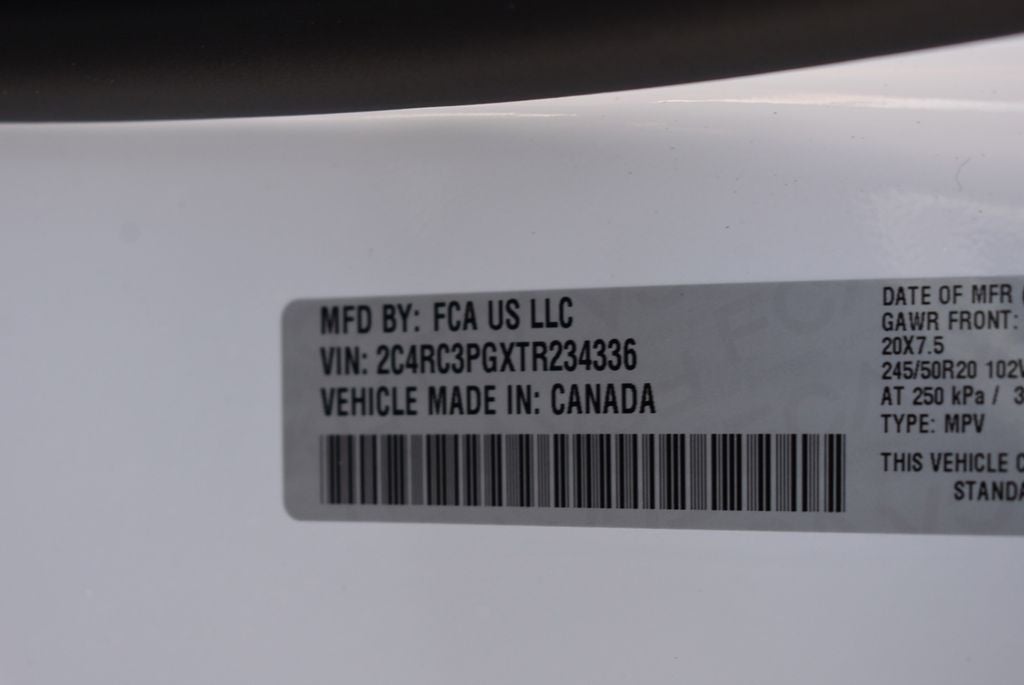 MFD BY: FCA US LLC
VIN: 2C4RC3PGXTR234336
VEHICLE MADE IN: CANADA
DATE OF MFR
GAWR FRONT:
20X7.5
245/50R20 102V
AT 250 kPa / 3
TYPE: MPV
THIS VEHICLE
STANDA